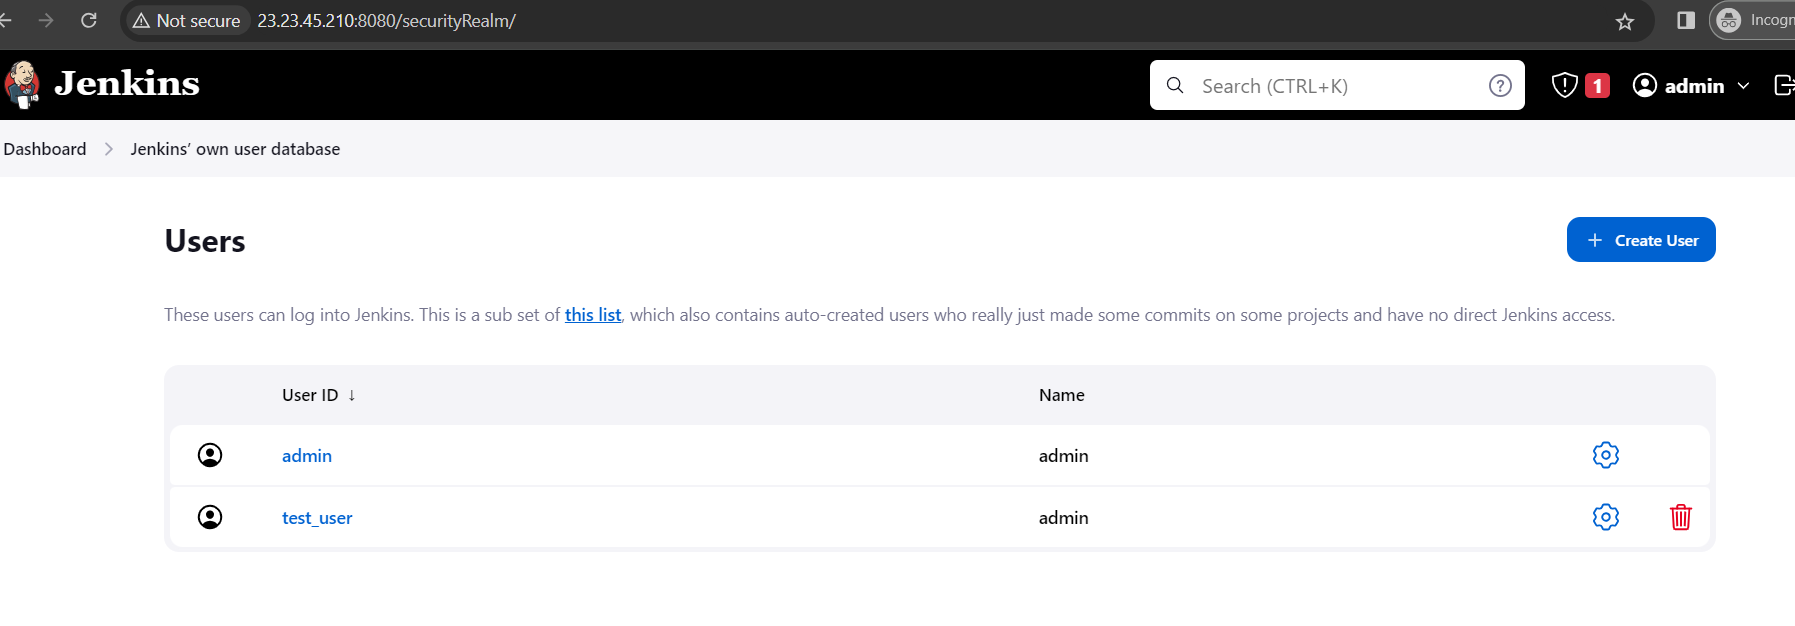 Not secure 23.23.45.210:8080/securityRealm/ Incogn
Jenkins Search (CTRL+K) ? 1 admin
Dashboard > Jenkins' own user database
Users + Create User
These users can log into Jenkins. This is a sub set of this list, which also contains auto-created users who really just made some commits on some projects and have no direct Jenkins access.
User ID ↓ Name
admin admin
test_user admin